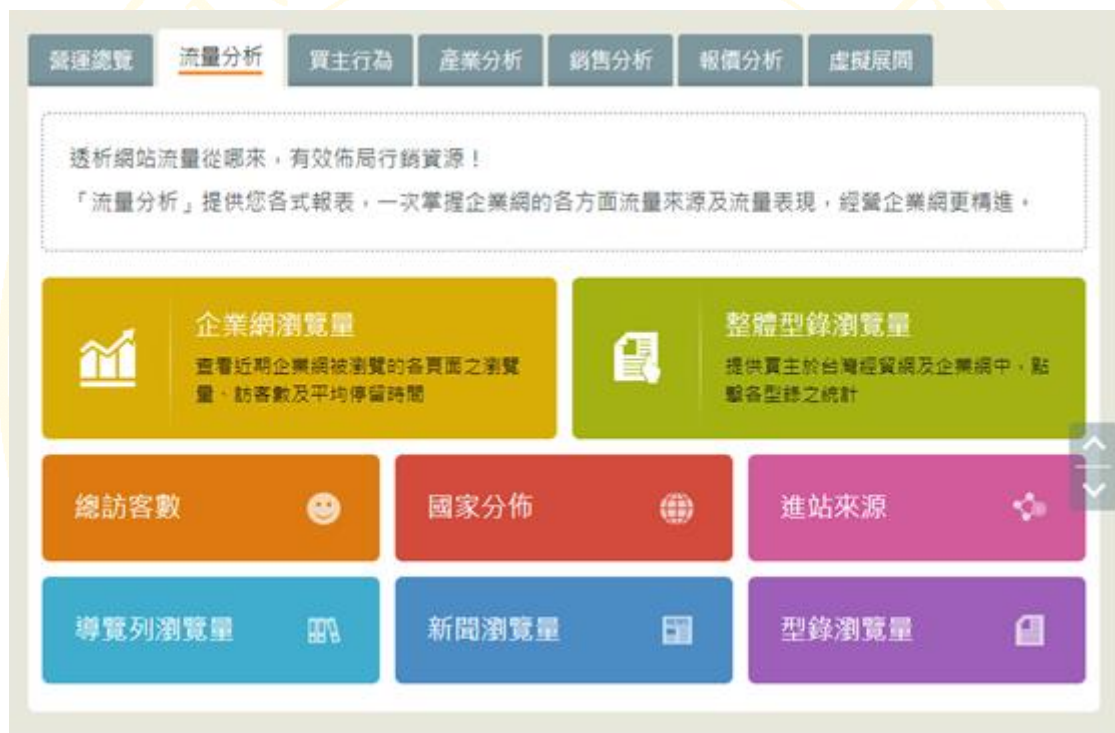 營運總覽 流量分析 買主行為 產業分析 銷售分析 報價分析 虛擬展間
透析網站流量從哪來，有效佈局行銷資源！
「流量分析」提供您各式報表，一次掌握企業網的各方面流量來源及流量表現，經營企業網更精進。
企業網瀏覽量
查看近期企業網被瀏覽的各頁面之瀏覽
量、訪客數及平均停留時間
整體型錄瀏覽量
提供買主於台灣經貿網及企業網中，點
擊各型錄之統計
總訪客數
國家分佈
進站來源
導覽列瀏覽量
新聞瀏覽量
型錄瀏覽量